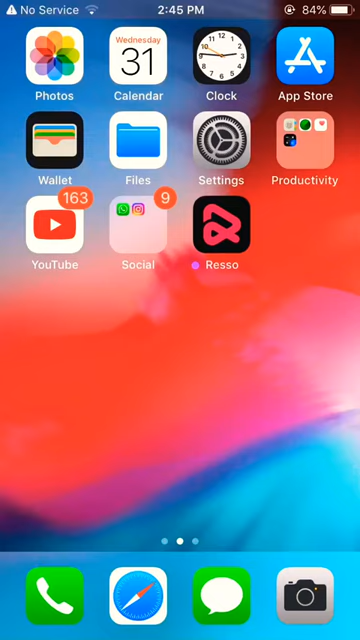 No Service 2:45 PM 84%
Wednesday
31
Photos Calendar Clock App Store
Wallet Files Settings Productivity
163 9
YouTube Social Resso